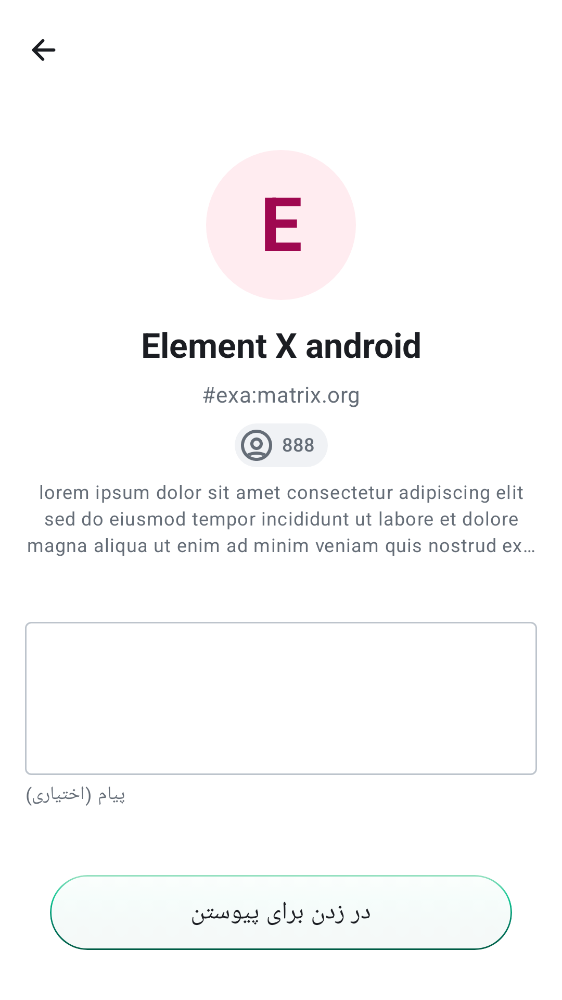 E
Element X android
#exa:matrix.org
888
lorem ipsum dolor sit amet consectetur adipiscing elit
sed do eiusmod tempor incididunt ut labore et dolore
magna aliqua ut enim ad minim veniam quis nostrud ex…
پیام (اختیاری)
در زدن برای پیوستن